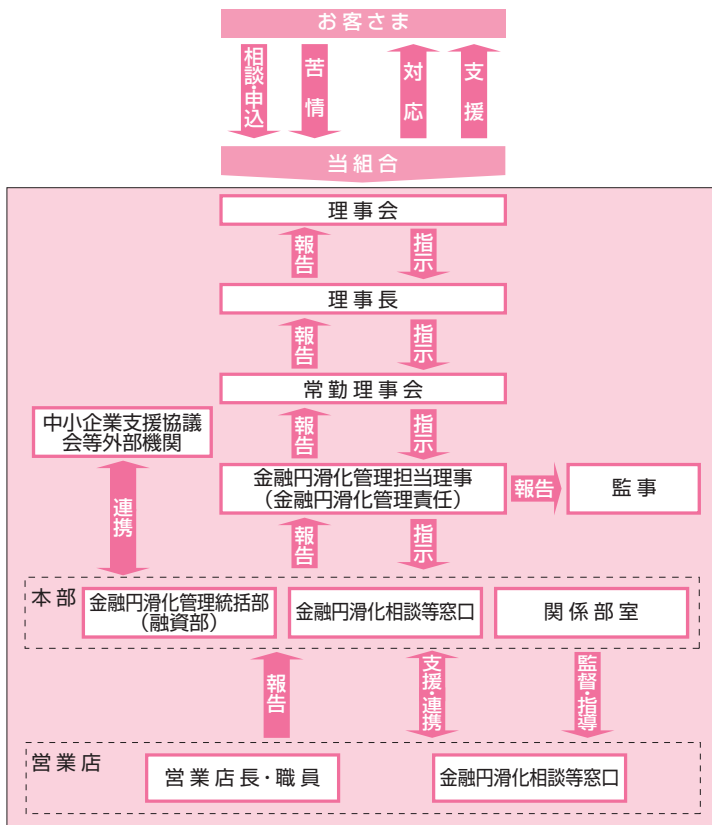 お客さま
相談・申込
苦情
対応
支援
当組合
理事会
報告
指示
理事長
報告
指示
常勤理事会
中小企業支援協議
会等外部機関
報告
指示
金融円滑化管理担当理事
（金融円滑化管理責任）
報告
監事
連携
報告
指示
本部
金融円滑化管理統括部
（融資部）
金融円滑化相談等窓口
関係部室
報告
支援・連携
監督・指導
営業店
営業店長・職員
金融円滑化相談等窓口